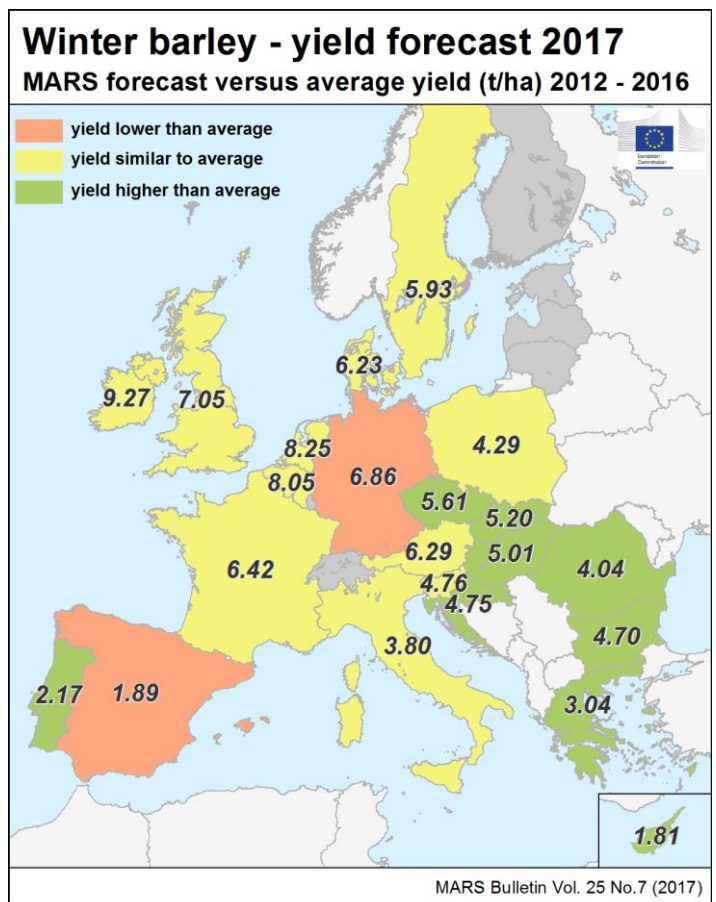 Winter barley - yield forecast 2017
MARS forecast versus average yield (t/ha) 2012 - 2016
yield lower than average
yield similar to average
yield higher than average
European
Commission
5.93
6.23
9.27
7.05
8.25
4.29
8.05
6.86
5.61
5.20
6.29
5.01
6.42
4.04
4.76
4.75
3.80
4.70
2.17
1.89
3.04
1.81
MARS Bulletin Vol. 25 No.7 (2017)